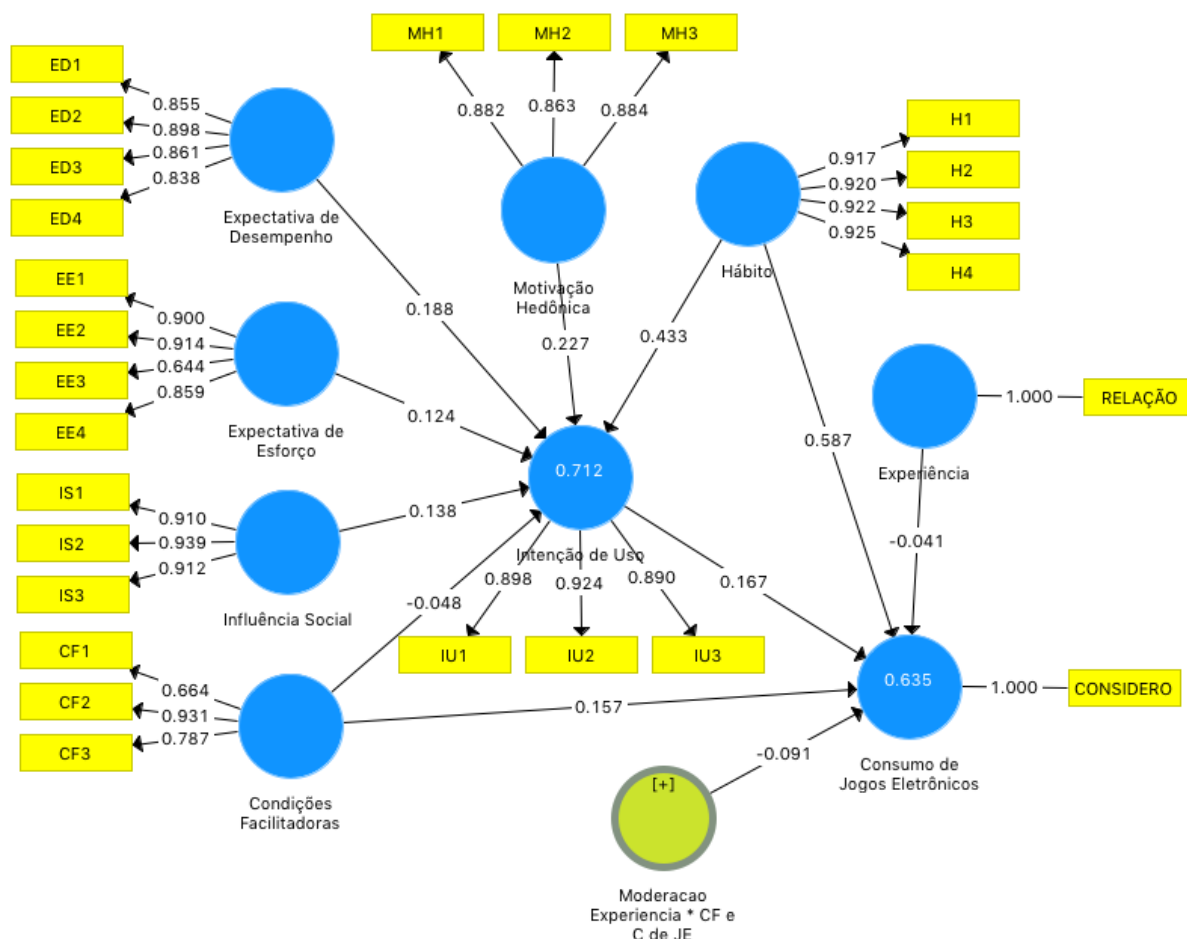 MH1
MH2
MH3
ED1
ED2
ED3
ED4
0.855
0.898
0.861
0.838
0.882
0.863
0.884
H1
H2
H3
H4
0.917
0.920
0.922
0.925
Expectativa de
Desempenho
Motivação
Hedônica
Hábito
EE1
EE2
EE3
EE4
0.900
0.914
0.644
0.859
0.188
0.227
0.433
Expectativa de
Esforço
0.124
0.587
1.000
RELAÇÃO
Experiência
IS1
IS2
IS3
0.910
0.939
0.912
0.138
0.712
Intenção de Uso
-0.041
Influência Social
-0.048
0.898
0.924
0.890
0.167
IU1
IU2
IU3
CF1
CF2
CF3
0.664
0.931
0.787
0.157
0.635
1.000
CONSIDERO
Condições
Facilitadoras
-0.091
Consumo de
Jogos Eletrônicos
[+]
Moderacao
Experiencia * CF e
C de JE